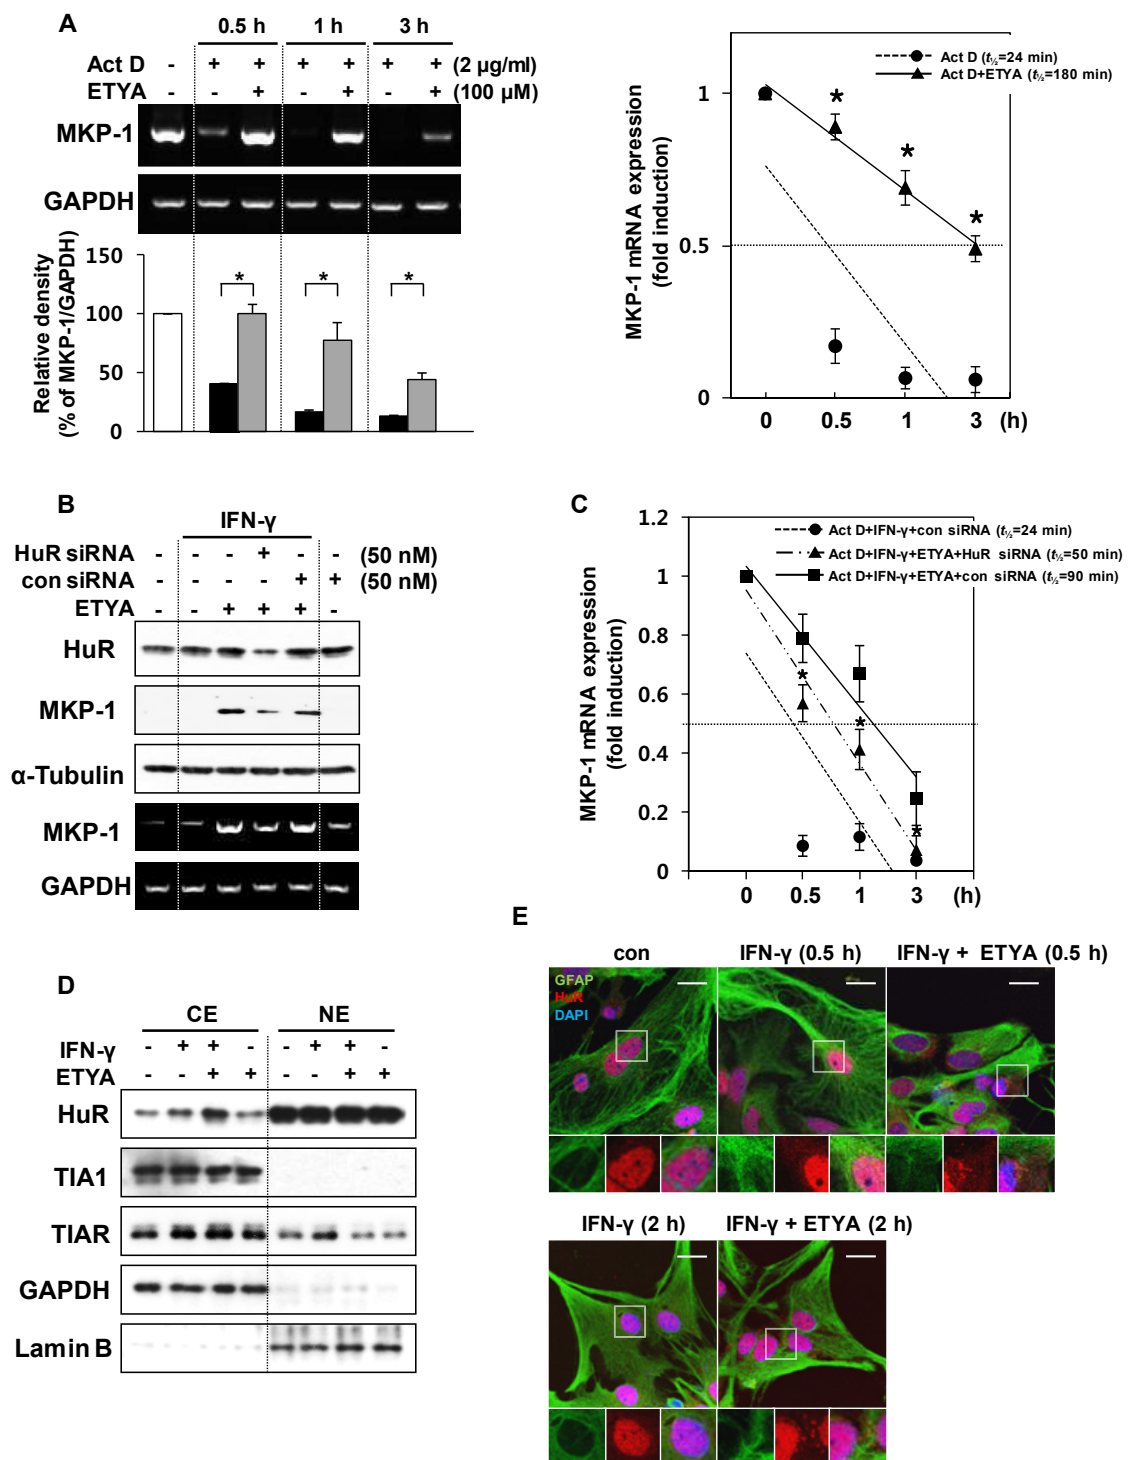 A
0.5 h 1 h 3 h
Act D - + + + + + + (2 μg/ml)
ETYA - - + - + - + (100 μM)
MKP-1
GAPDH
Relative density
(% of MKP-1/GAPDH)
150
100
50
0
* * *
Act D (t½=24 min)
Act D+ETYA (t½=180 min)
MKP-1 mRNA expression
(fold induction)
1
0.5
0
* * *
0 0.5 1 3 (h)
B
IFN-γ
HuR siRNA - - - + - - (50 nM)
con siRNA - - - - + + (50 nM)
ETYA - - + + + -
HuR
MKP-1
α-Tubulin
MKP-1
GAPDH
C
Act D+IFN-γ+con siRNA (t½=24 min)
Act D+IFN-γ+ETYA+HuR siRNA (t½=50 min)
Act D+IFN-γ+ETYA+con siRNA (t½=90 min)
MKP-1 mRNA expression
(fold induction)
1.2
1
0.8
0.6
0.4
0.2
0
* * *
0 0.5 1 3 (h)
D
CE NE
IFN-γ - + + - - + + -
ETYA - - + + - - + +
HuR
TIA1
TIAR
GAPDH
Lamin B
E
con IFN-γ (0.5 h) IFN-γ + ETYA (0.5 h)
GFAP
HuR
DAPI
IFN-γ (2 h) IFN-γ + ETYA (2 h)